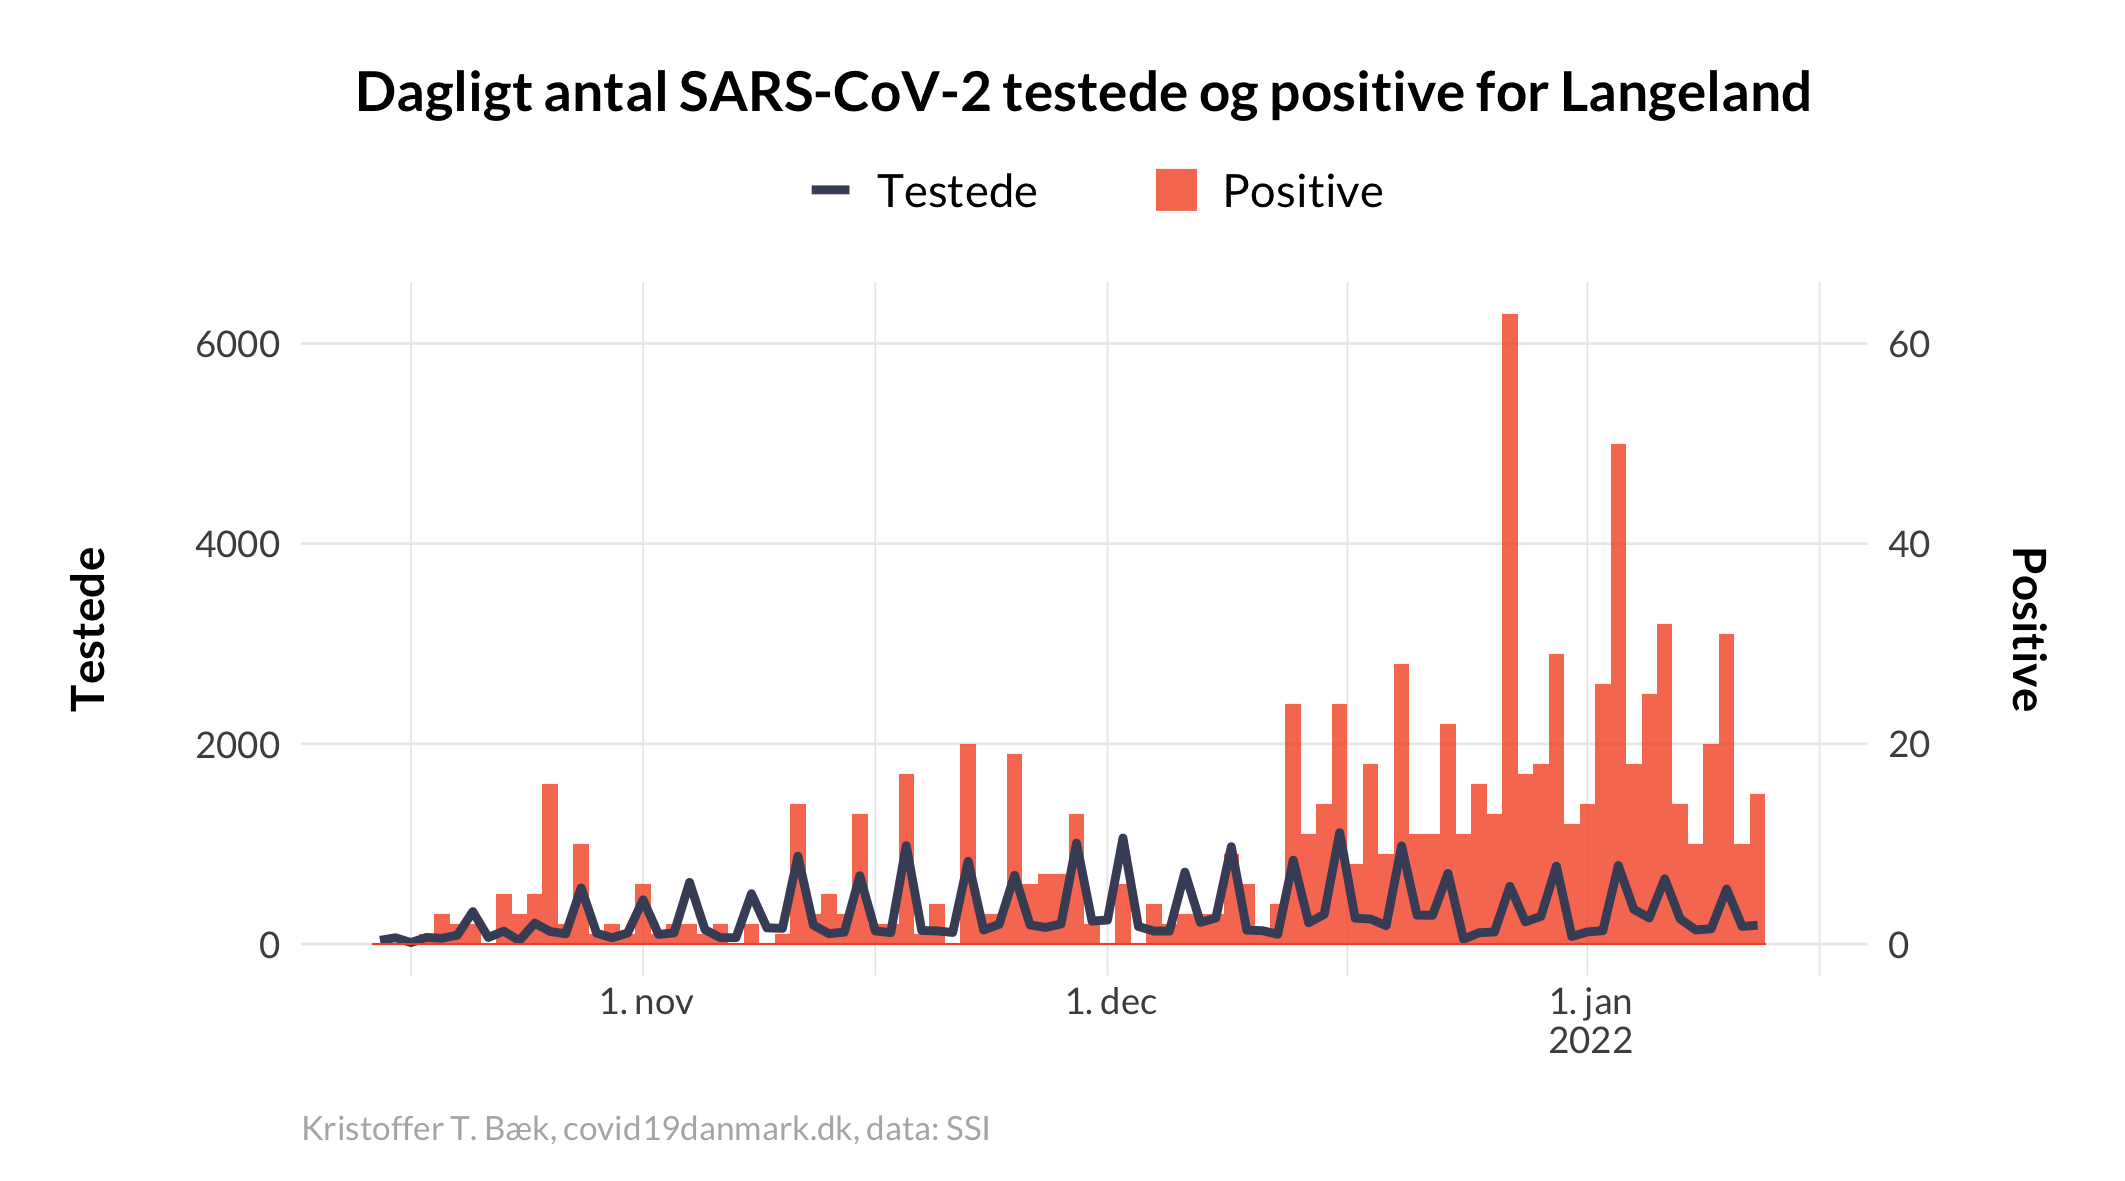 Dagligt antal SARS-CoV-2 testede og positive for Langeland
Testede
Positive
6000
4000
2000
0
60
40
20
0
Testede
Positive
1. nov
1. dec
1. jan
2022
Kristoffer T. Bæk, covid19danmark.dk, data: SSI